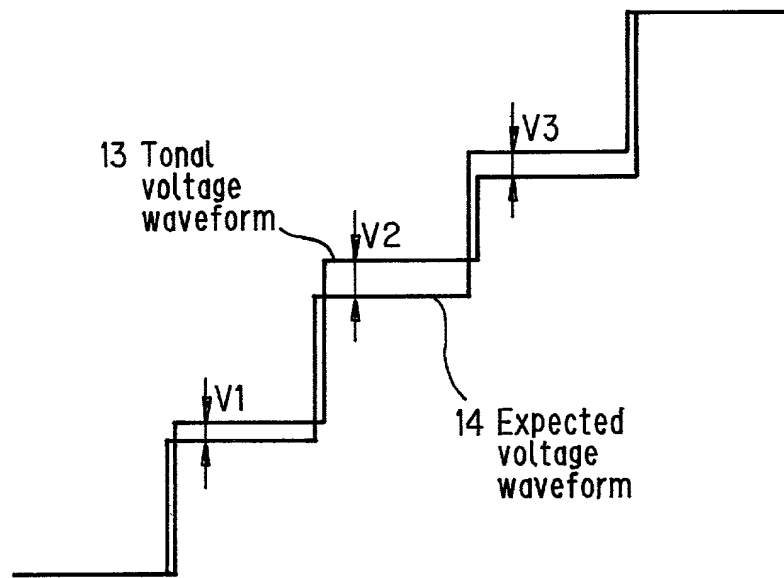 V3
13 Tonal
voltage
waveform
V2
V1
14 Expected
voltage
waveform